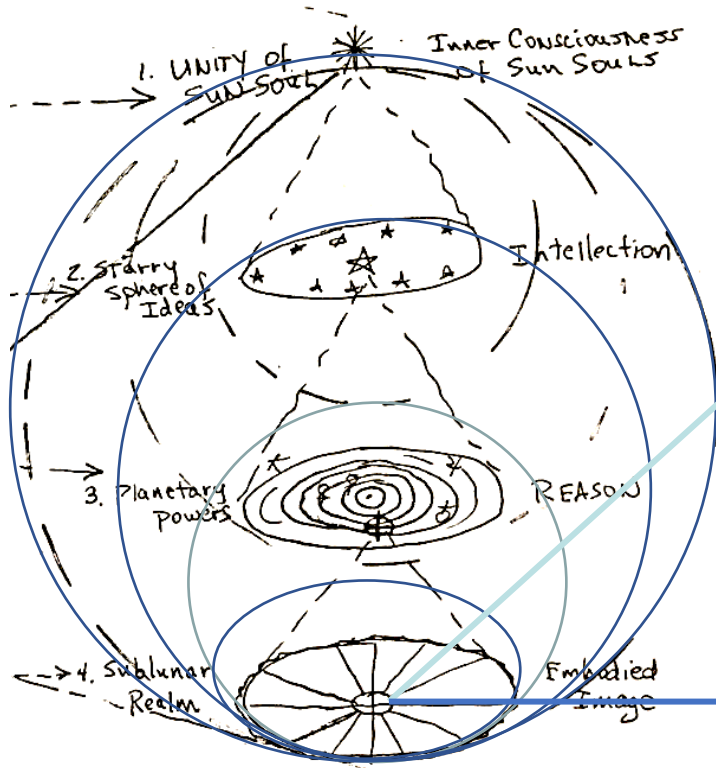 1. UNITY of
SUN SOUL
Inner Consciousness
of Sun Souls
2. Starry
Sphere of
Ideas
Intellection
3. Planetary
Powers
REASON
4. Sublunar
Realm
Embodied
Image